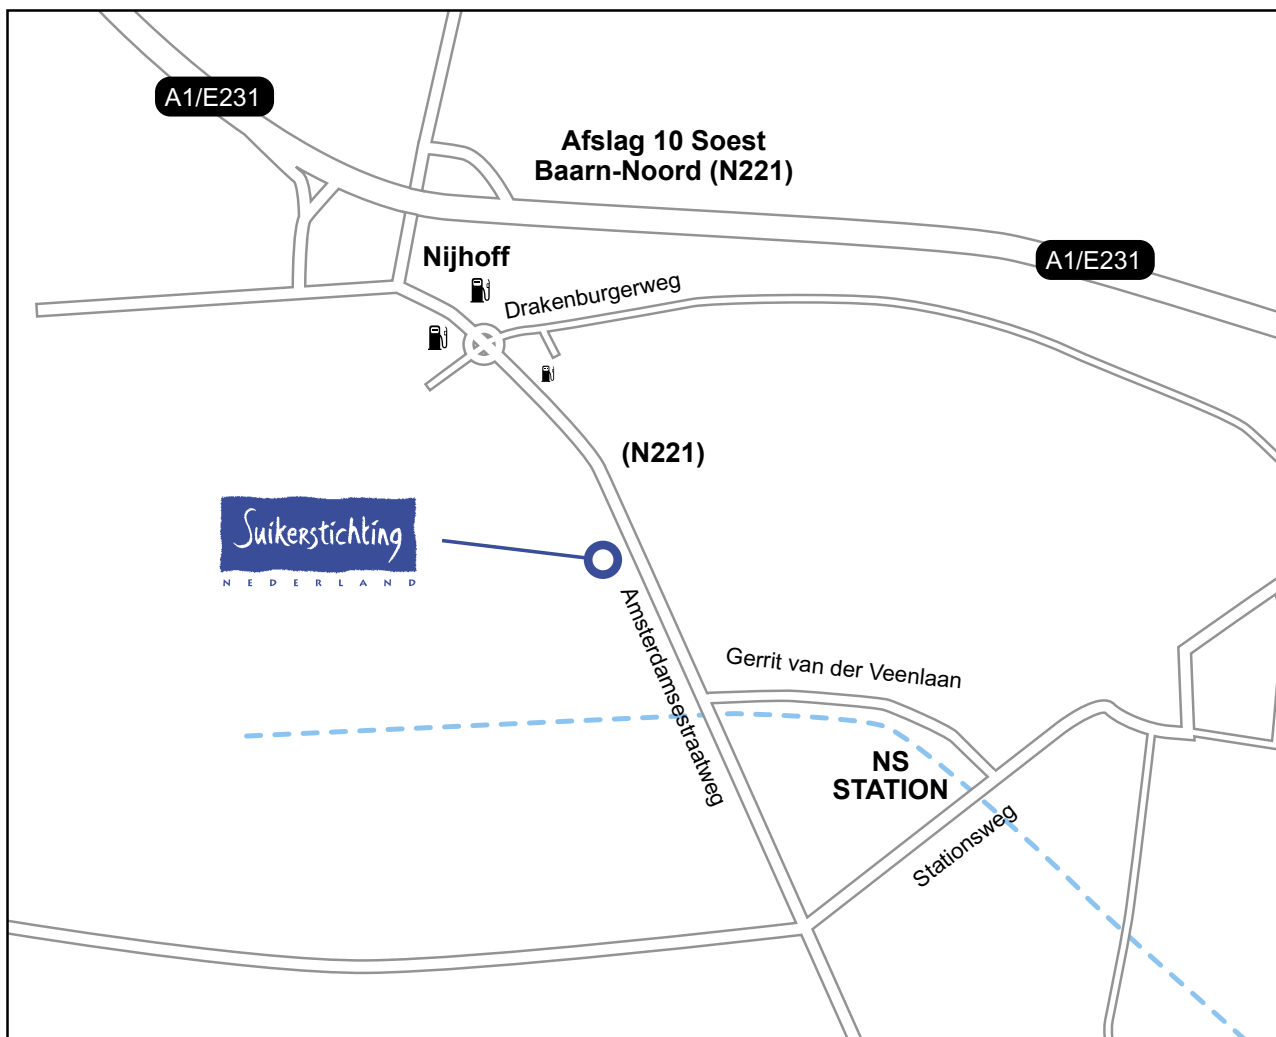 A1/E231
Afslag 10 Soest
Baarn-Noord (N221)
A1/E231
Nijhoff
Drakenburgerweg
(N221)
Suikerstichting
NEDERLAND
Amsterdamsestraatweg
Gerrit van der Veenlaan
NS
STATION
Stationsweg